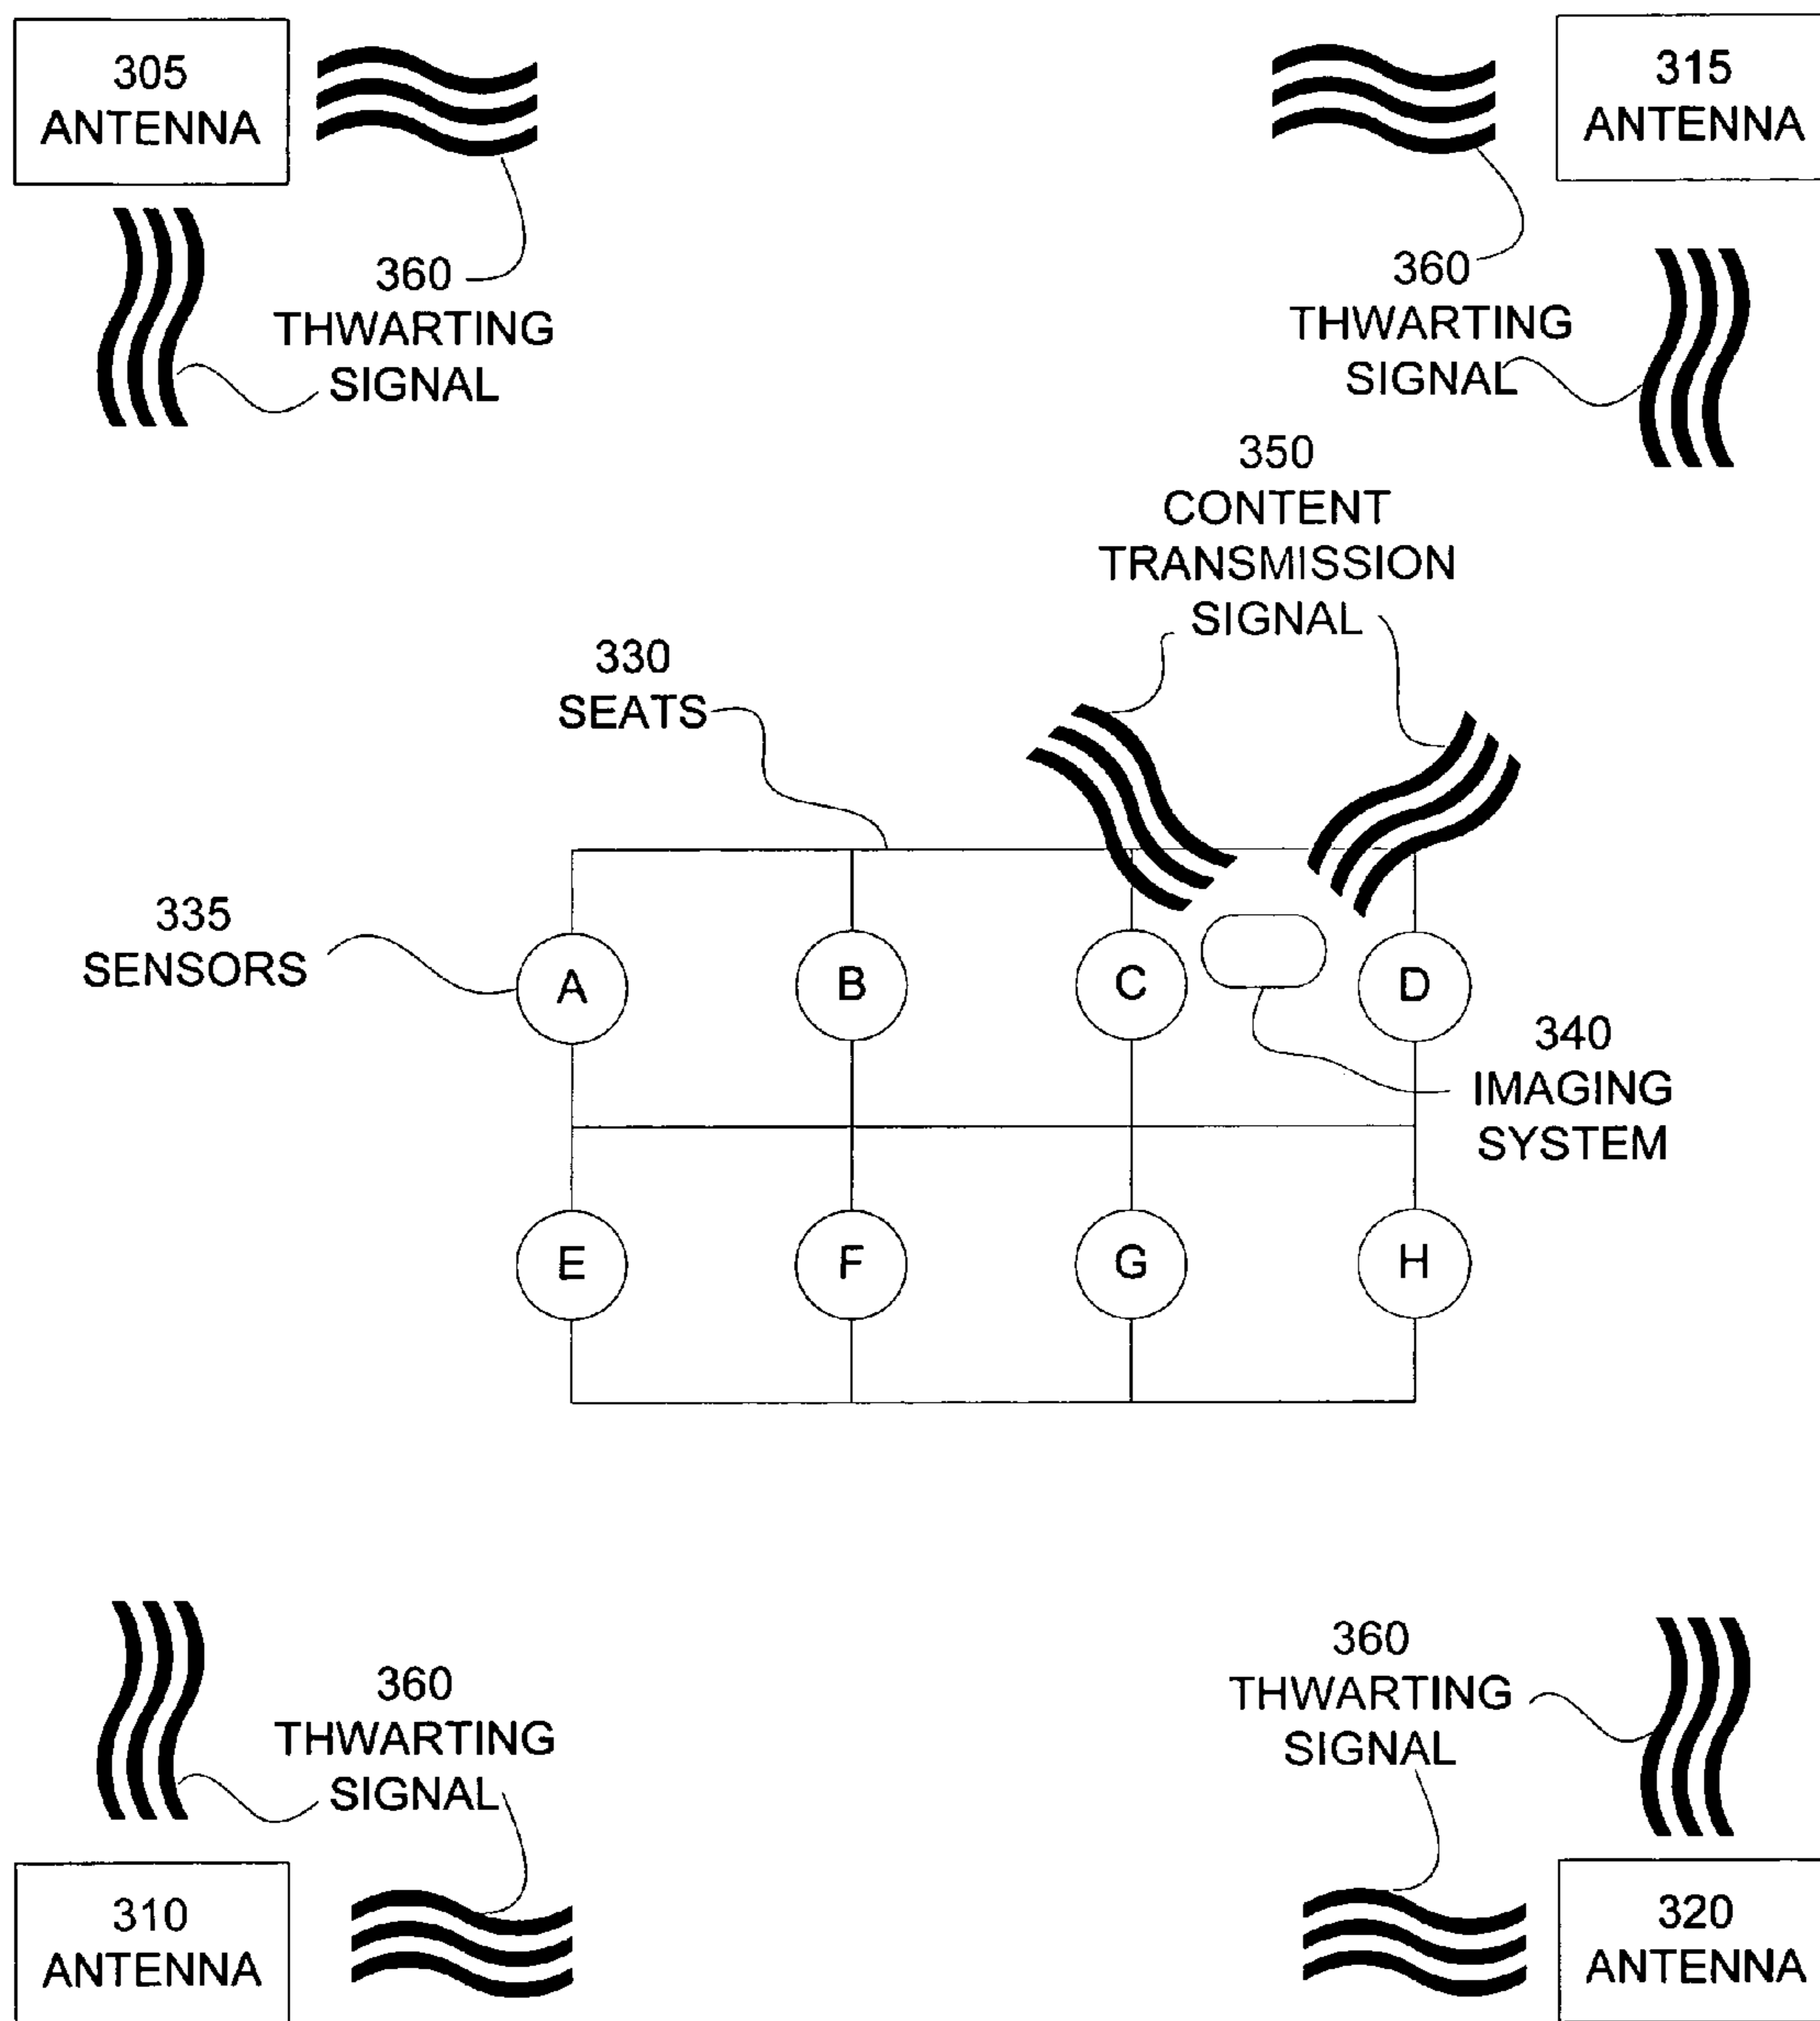 305
ANTENNA
315
ANTENNA
360
THWARTING
SIGNAL
360
THWARTING
SIGNAL
350
CONTENT
TRANSMISSION
SIGNAL
330
SEATS
335
SENSORS
A
B
C
D
340
IMAGING
SYSTEM
E
F
G
H
360
THWARTING
SIGNAL
360
THWARTING
SIGNAL
310
ANTENNA
320
ANTENNA